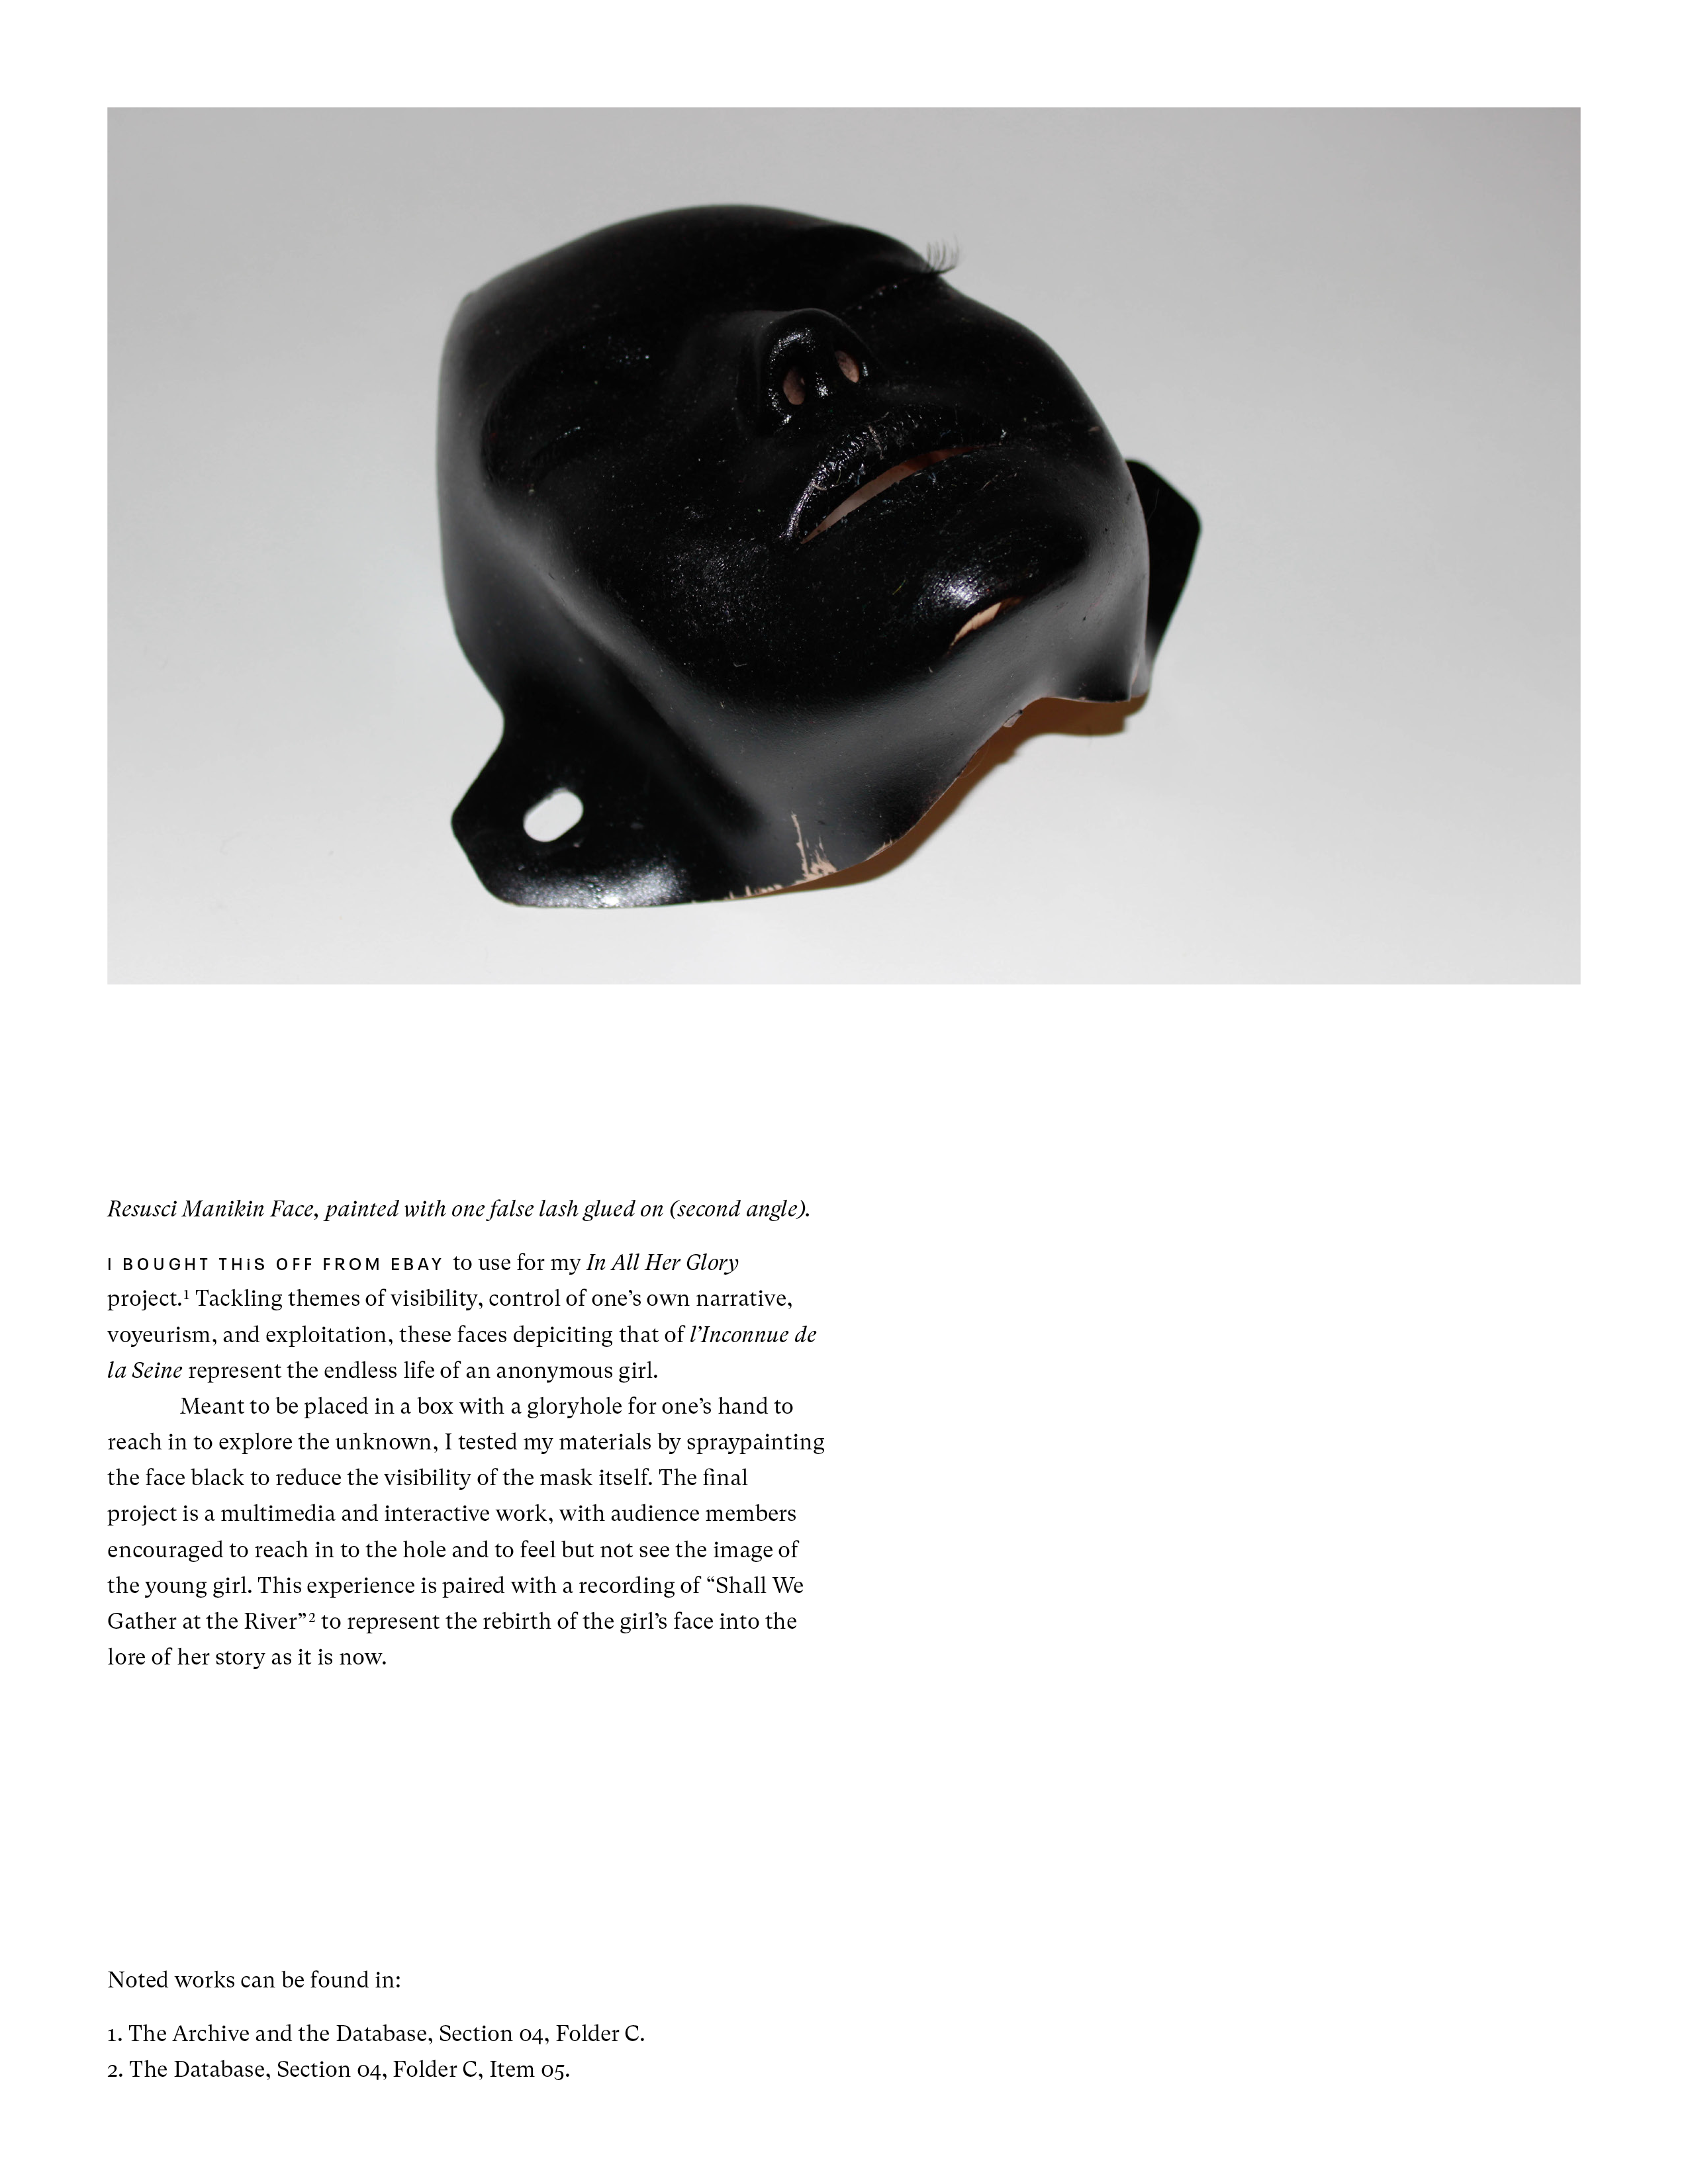 Resusci Manikin Face, painted with one false lash glued on (second angle).
I BOUGHT THiS OFF FROM EBAY to use for my In All Her Glory
project.¹ Tackling themes of visibility, control of one’s own narrative,
voyeurism, and exploitation, these faces depiciting that of l’Inconnue de
la Seine represent the endless life of an anonymous girl.
Meant to be placed in a box with a gloryhole for one’s hand to
reach in to explore the unknown, I tested my materials by spraypainting
the face black to reduce the visibility of the mask itself. The final
project is a multimedia and interactive work, with audience members
encouraged to reach in to the hole and to feel but not see the image of
the young girl. This experience is paired with a recording of “Shall We
Gather at the River”² to represent the rebirth of the girl’s face into the
lore of her story as it is now.
Noted works can be found in:
1. The Archive and the Database, Section 04, Folder C.
2. The Database, Section 04, Folder C, Item 05.